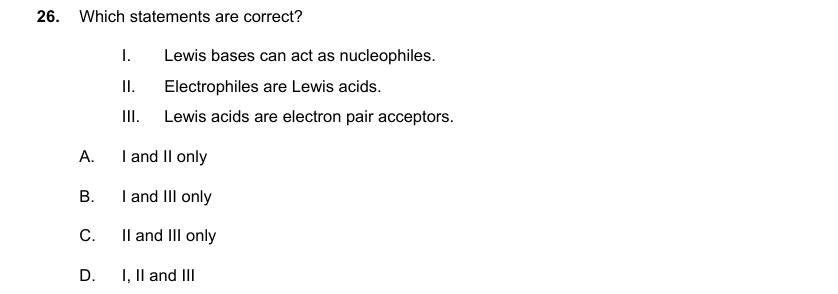 26. Which statements are correct?
I. Lewis bases can act as nucleophiles.
II. Electrophiles are Lewis acids.
III. Lewis acids are electron pair acceptors.
A. I and II only
B. I and III only
C. II and III only
D. I, II and III